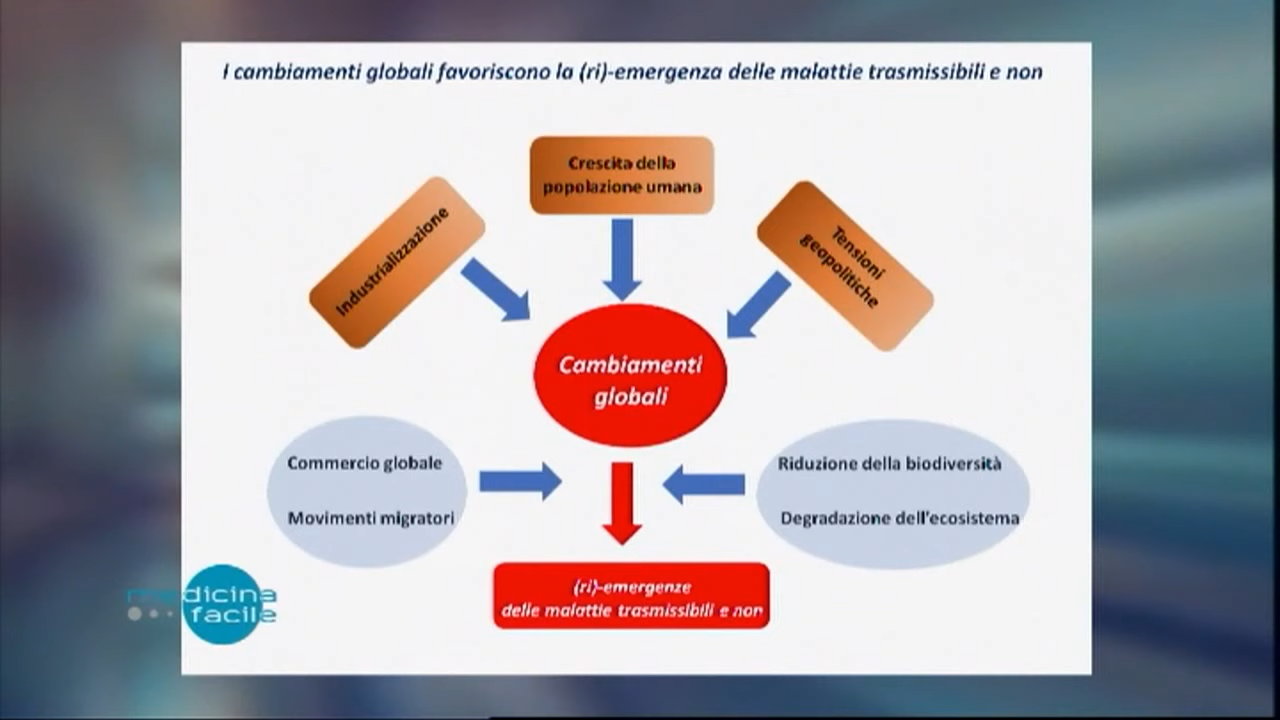 I cambiamenti globali favoriscono la (ri)-emergenza delle malattie trasmissibili e non
Crescita della
popolazione umana
Industrializzazione
Tensioni
geopolitiche
Cambiamenti
globali
Commercio globale
Movimenti migratori
Riduzione della biodiversità
Degradazione dell'ecosistema
(ri)-emergenze
delle malattie trasmissibili e non
medicina
facile